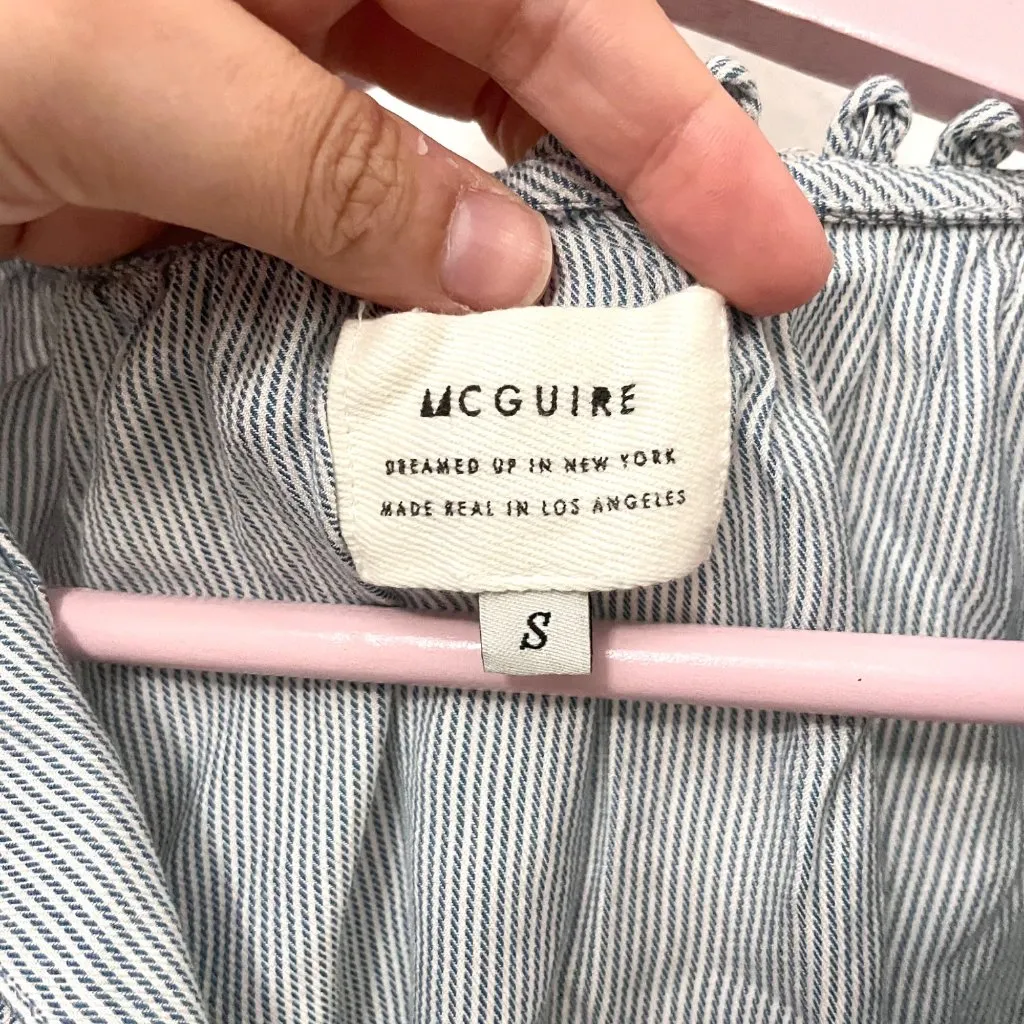 MCGUIRE
DREAMED UP IN NEW YORK
MADE REAL IN LOS ANGELES
S